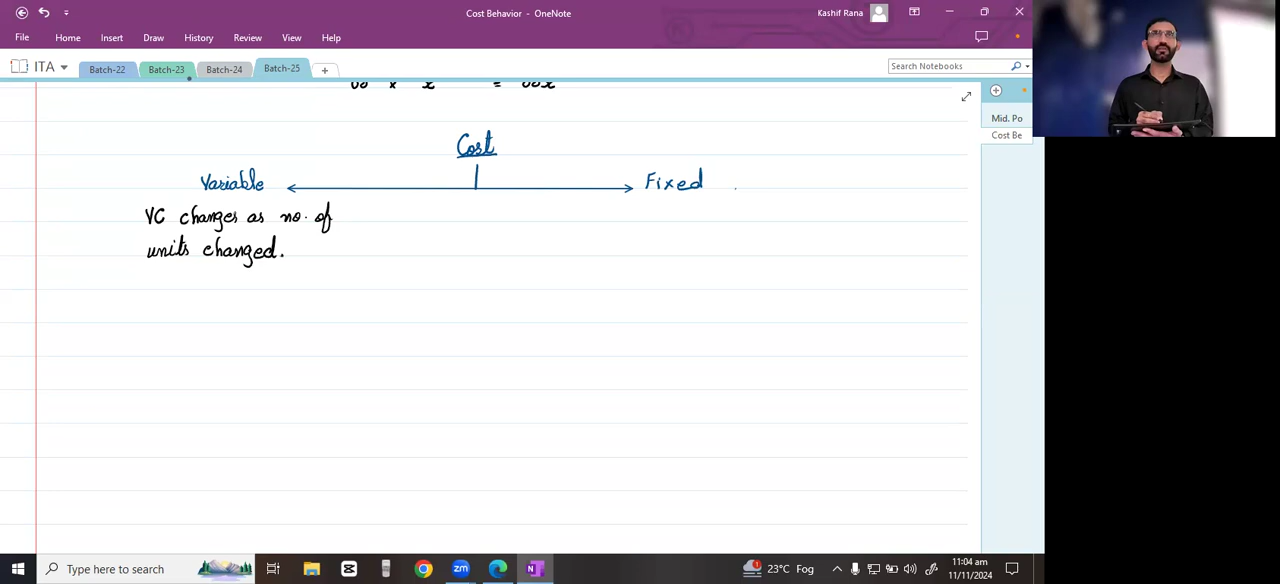 Cost Behavior - OneNote
Kashif Rana
File Home Insert Draw History Review View Help
ITA Batch-22 Batch-23 Batch-24 Batch-25
Search Notebooks
Mid. Po
Cost Be
Cost
Variable
Fixed
VC changes as no. of
units changed.
Type here to search
23°C Fog
11:04 am
11/11/2024